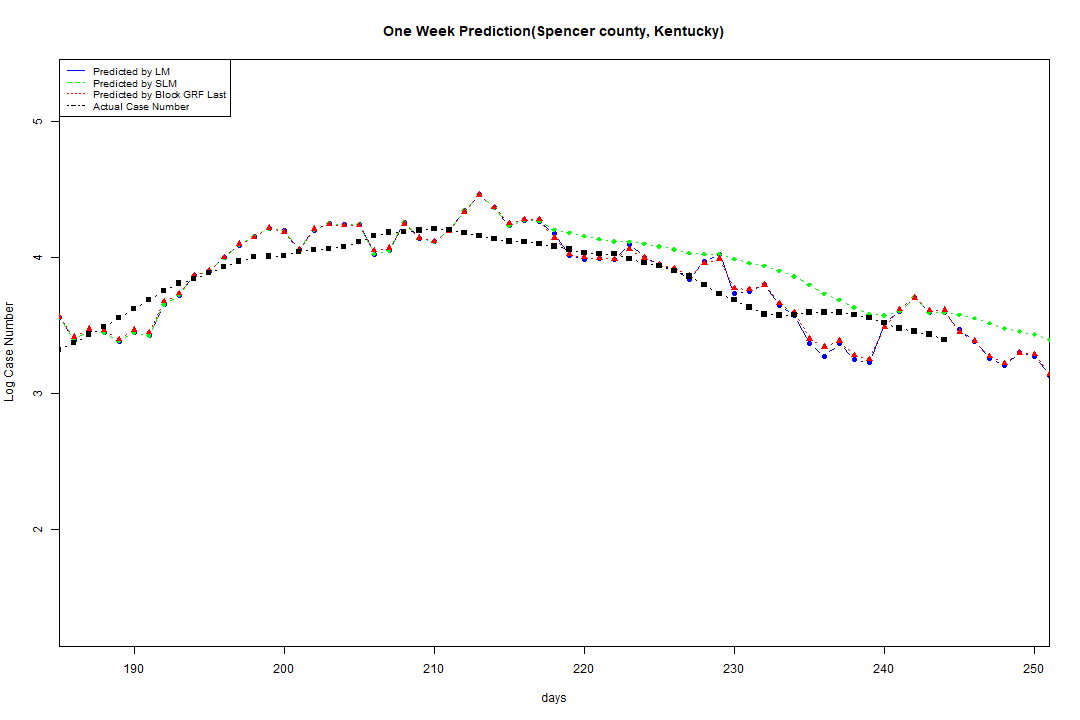 One Week Prediction(Spencer county, Kentucky)
Predicted by LM
Predicted by SLM
Predicted by Block GRF Last
Actual Case Number
5
4
3
2
Log Case Number
190 200 210 220 230 240 250
days